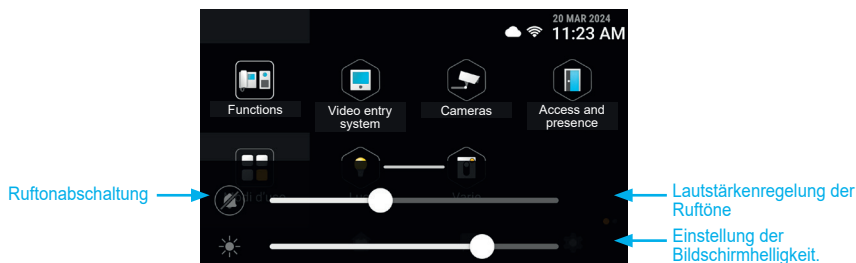 20 MAR 2024
11:23 AM
Functions
Video entry
system
Cameras
Access and
presence
Ruftonabschaltung
Lautstärkenregelung der
Ruftöne
Einstellung der
Bildschirmhelligkeit.